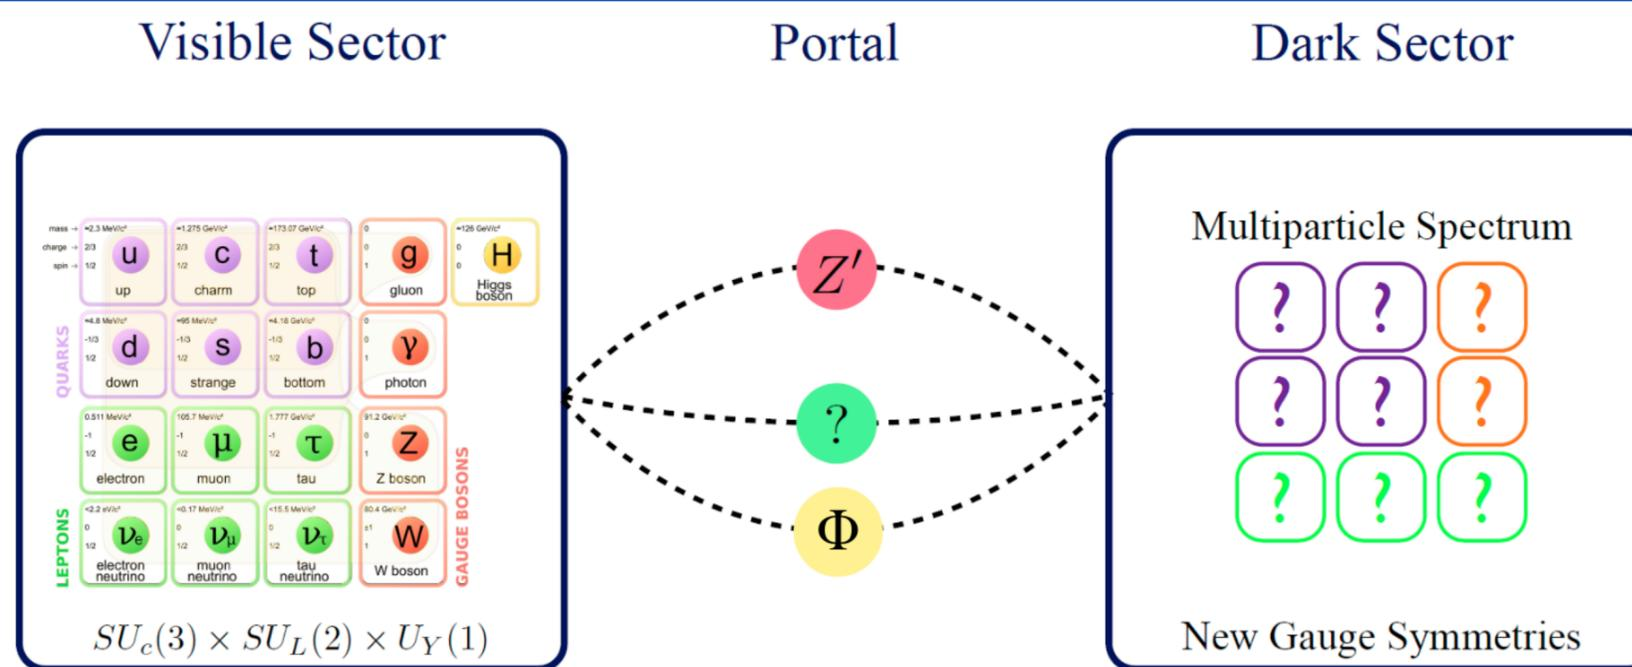 Visible Sector
Portal
Dark Sector
mass → ≈2.3 MeV/c² ≈1.275 GeV/c² ≈173.07 GeV/c² 0 ≈126 GeV/c²
charge → 2/3 2/3 2/3 0 0
spin → 1/2 1/2 1/2 1 0
u c t g H
up charm top gluon Higgs boson
QUARKS
≈4.8 MeV/c² ≈95 MeV/c² ≈4.18 GeV/c² 0
-1/3 -1/3 -1/3 0
1/2 1/2 1/2 1
d s b γ
down strange bottom photon
0.511 MeV/c² 105.7 MeV/c² 1.777 GeV/c² 91.2 GeV/c²
-1 -1 -1 0
1/2 1/2 1/2 1
e μ τ Z
electron muon tau Z boson
LEPTONS
<2.2 eV/c² <0.17 MeV/c² <15.5 MeV/c² 80.4 GeV/c²
0 0 0 ±1
1/2 1/2 1/2 1
νe νμ ντ W
electron neutrino muon neutrino tau neutrino W boson
GAUGE BOSONS
SU_c(3) × SU_L(2) × U_Y(1)
Z′
?
Φ
Multiparticle Spectrum
? ? ?
? ? ?
? ? ?
New Gauge Symmetries